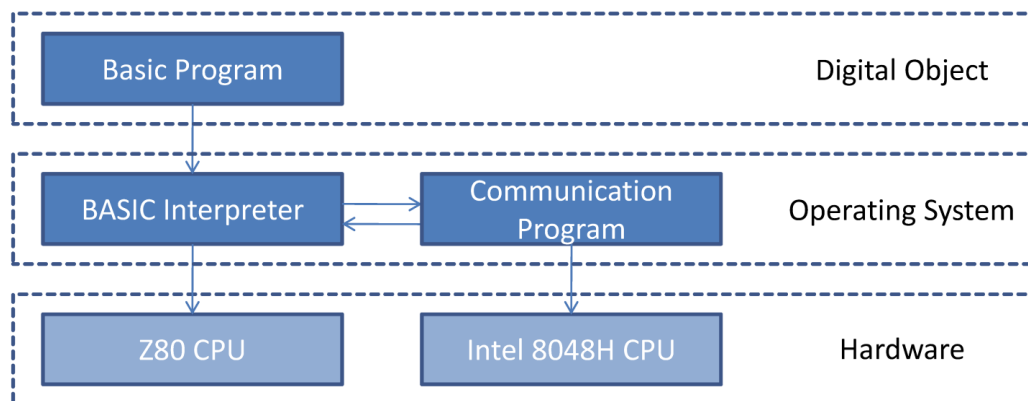 Basic Program
Digital Object
BASIC Interpreter
Communication
Program
Operating System
Z80 CPU
Intel 8048H CPU
Hardware